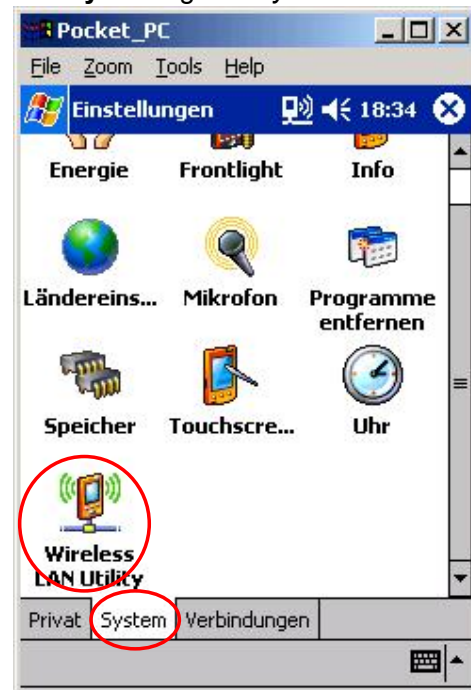 Pocket_PC
File Zoom Tools Help
Einstellungen 18:34
Energie Frontlight Info
Ländereins... Mikrofon Programme entfernen
Speicher Touchscre... Uhr
Wireless LAN Utility
Privat System Verbindungen